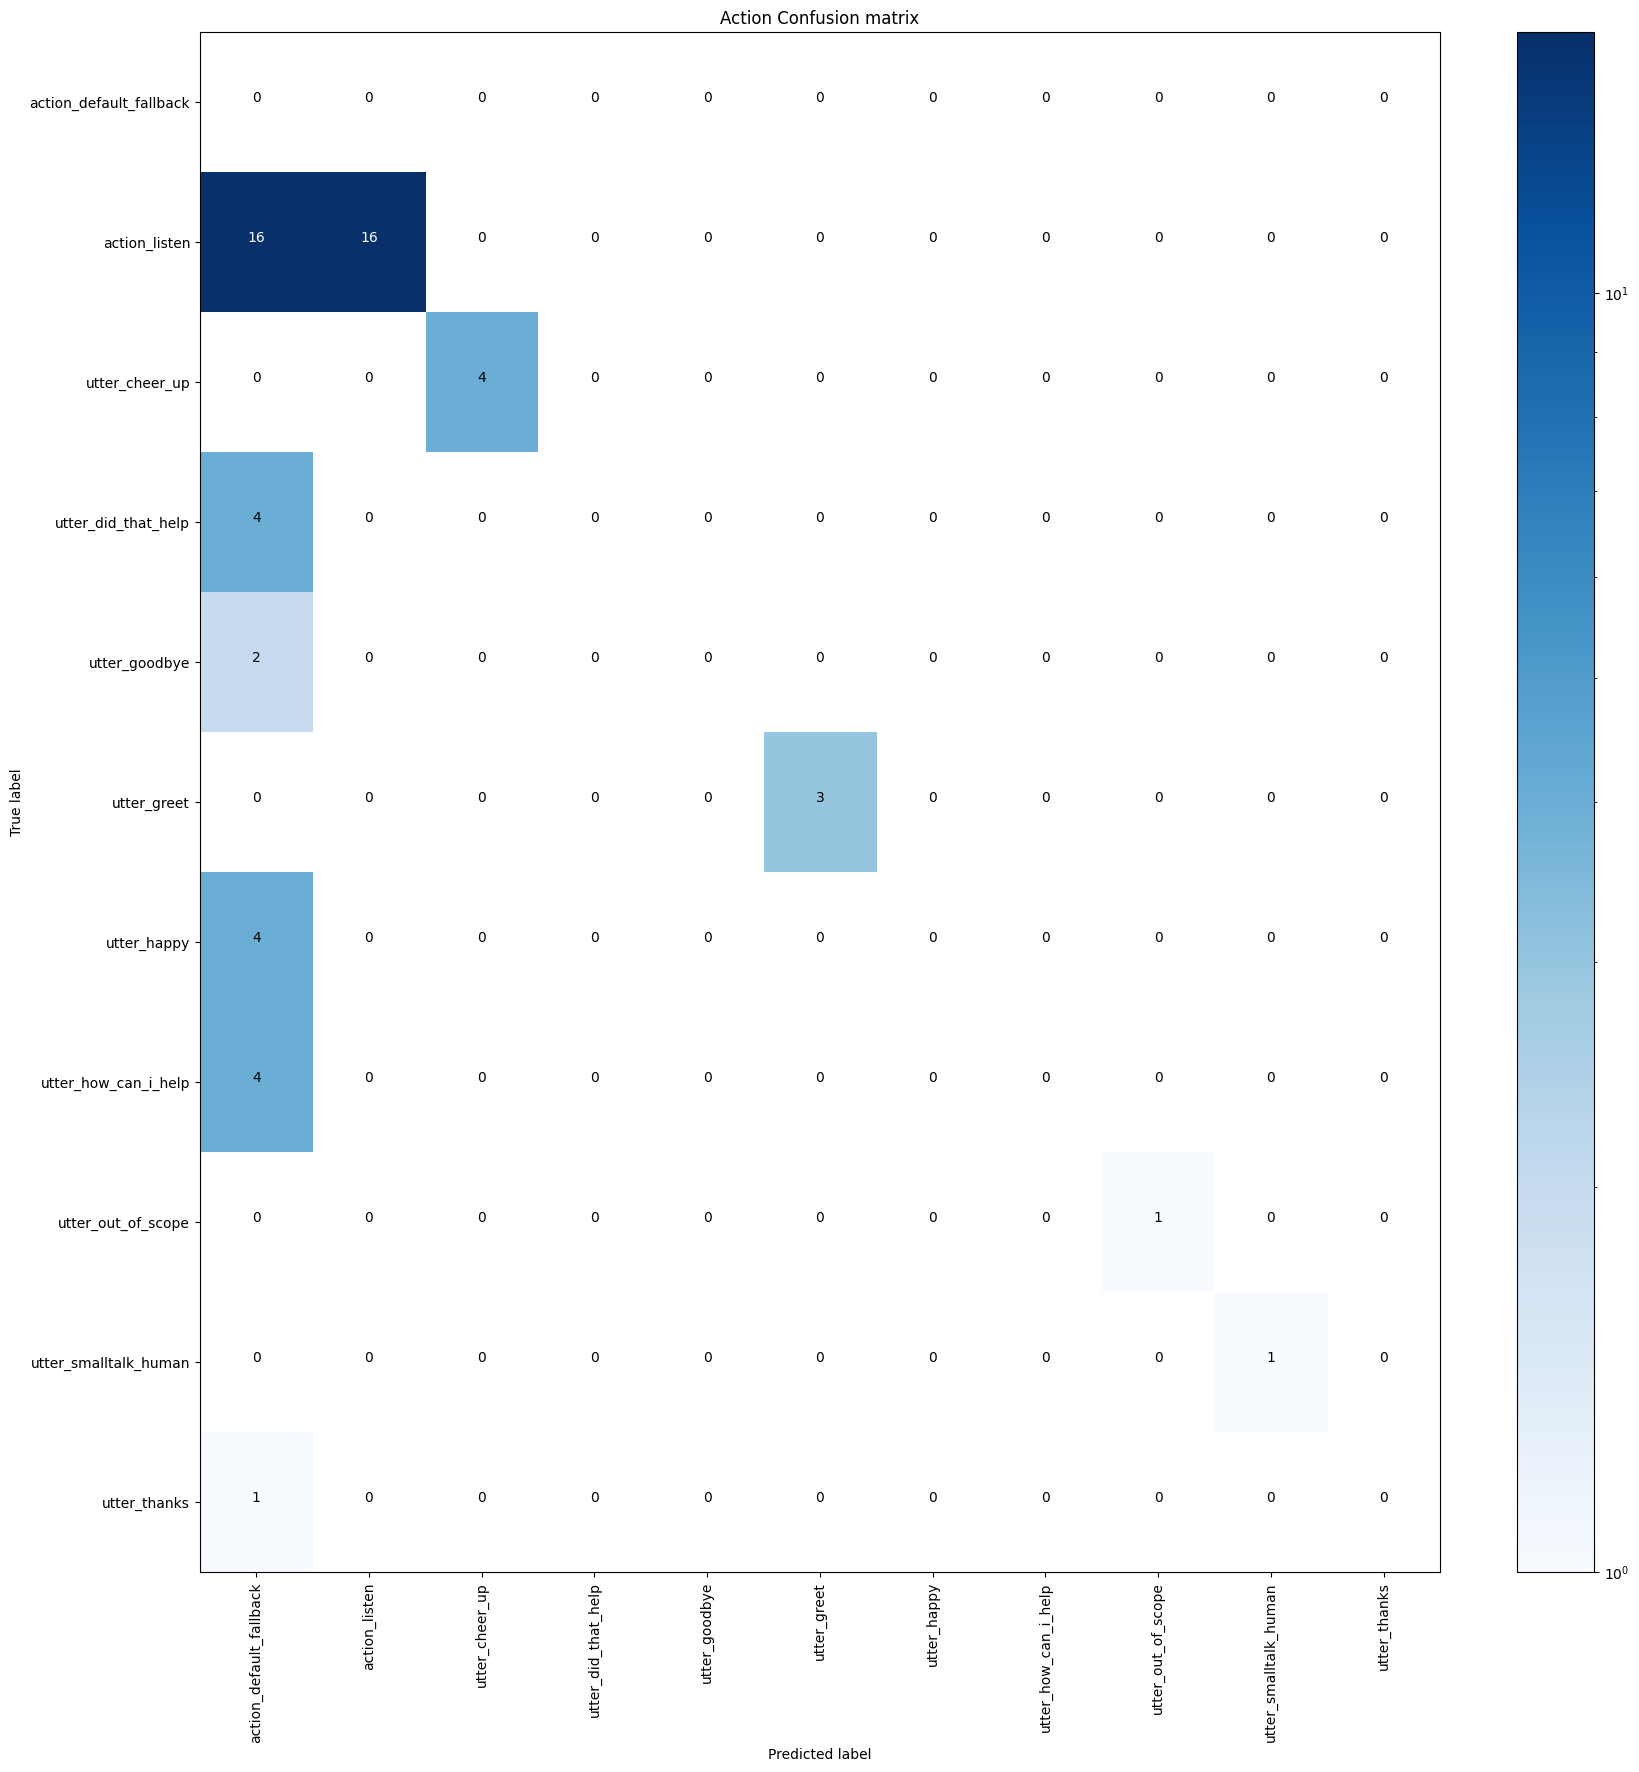 Action Confusion matrix
action_default_fallback 0 0 0 0 0 0 0 0 0 0 0
action_listen 16 16 0 0 0 0 0 0 0 0 0
utter_cheer_up 0 0 4 0 0 0 0 0 0 0 0
utter_did_that_help 4 0 0 0 0 0 0 0 0 0 0
utter_goodbye 2 0 0 0 0 0 0 0 0 0 0
utter_greet 0 0 0 0 0 3 0 0 0 0 0
utter_happy 4 0 0 0 0 0 0 0 0 0 0
utter_how_can_i_help 4 0 0 0 0 0 0 0 0 0 0
utter_out_of_scope 0 0 0 0 0 0 0 0 1 0 0
utter_smalltalk_human 0 0 0 0 0 0 0 0 0 1 0
utter_thanks 1 0 0 0 0 0 0 0 0 0 0
True label
action_default_fallback
action_listen
utter_cheer_up
utter_did_that_help
utter_goodbye
utter_greet
utter_happy
utter_how_can_i_help
utter_out_of_scope
utter_smalltalk_human
utter_thanks
Predicted label
10¹
10⁰